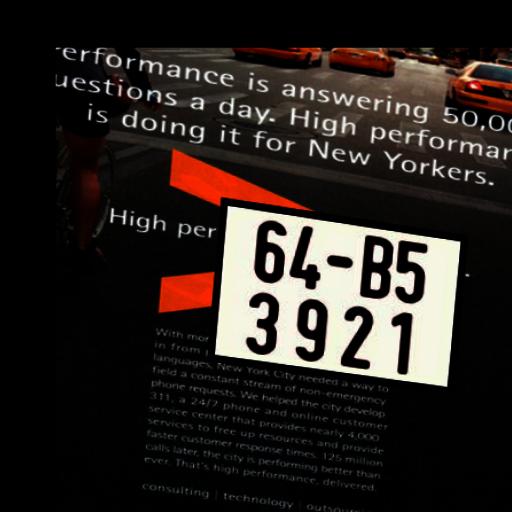 erformance is answering 50,00
uestions a day. High performan
is doing it for New Yorkers.
High per
64-B5
3921
With mor
in from
languages, New York City needed a way to
field a constant stream of non-emergency
phone requests. We helped the city develop
311, a 24/7 phone and online customer
service center that provides nearly 4,000
services to free up resources and provide
faster customer response times. 125 million
calls later, the city is performing better than
ever. That's high performance, delivered.
consulting | technology | outsour